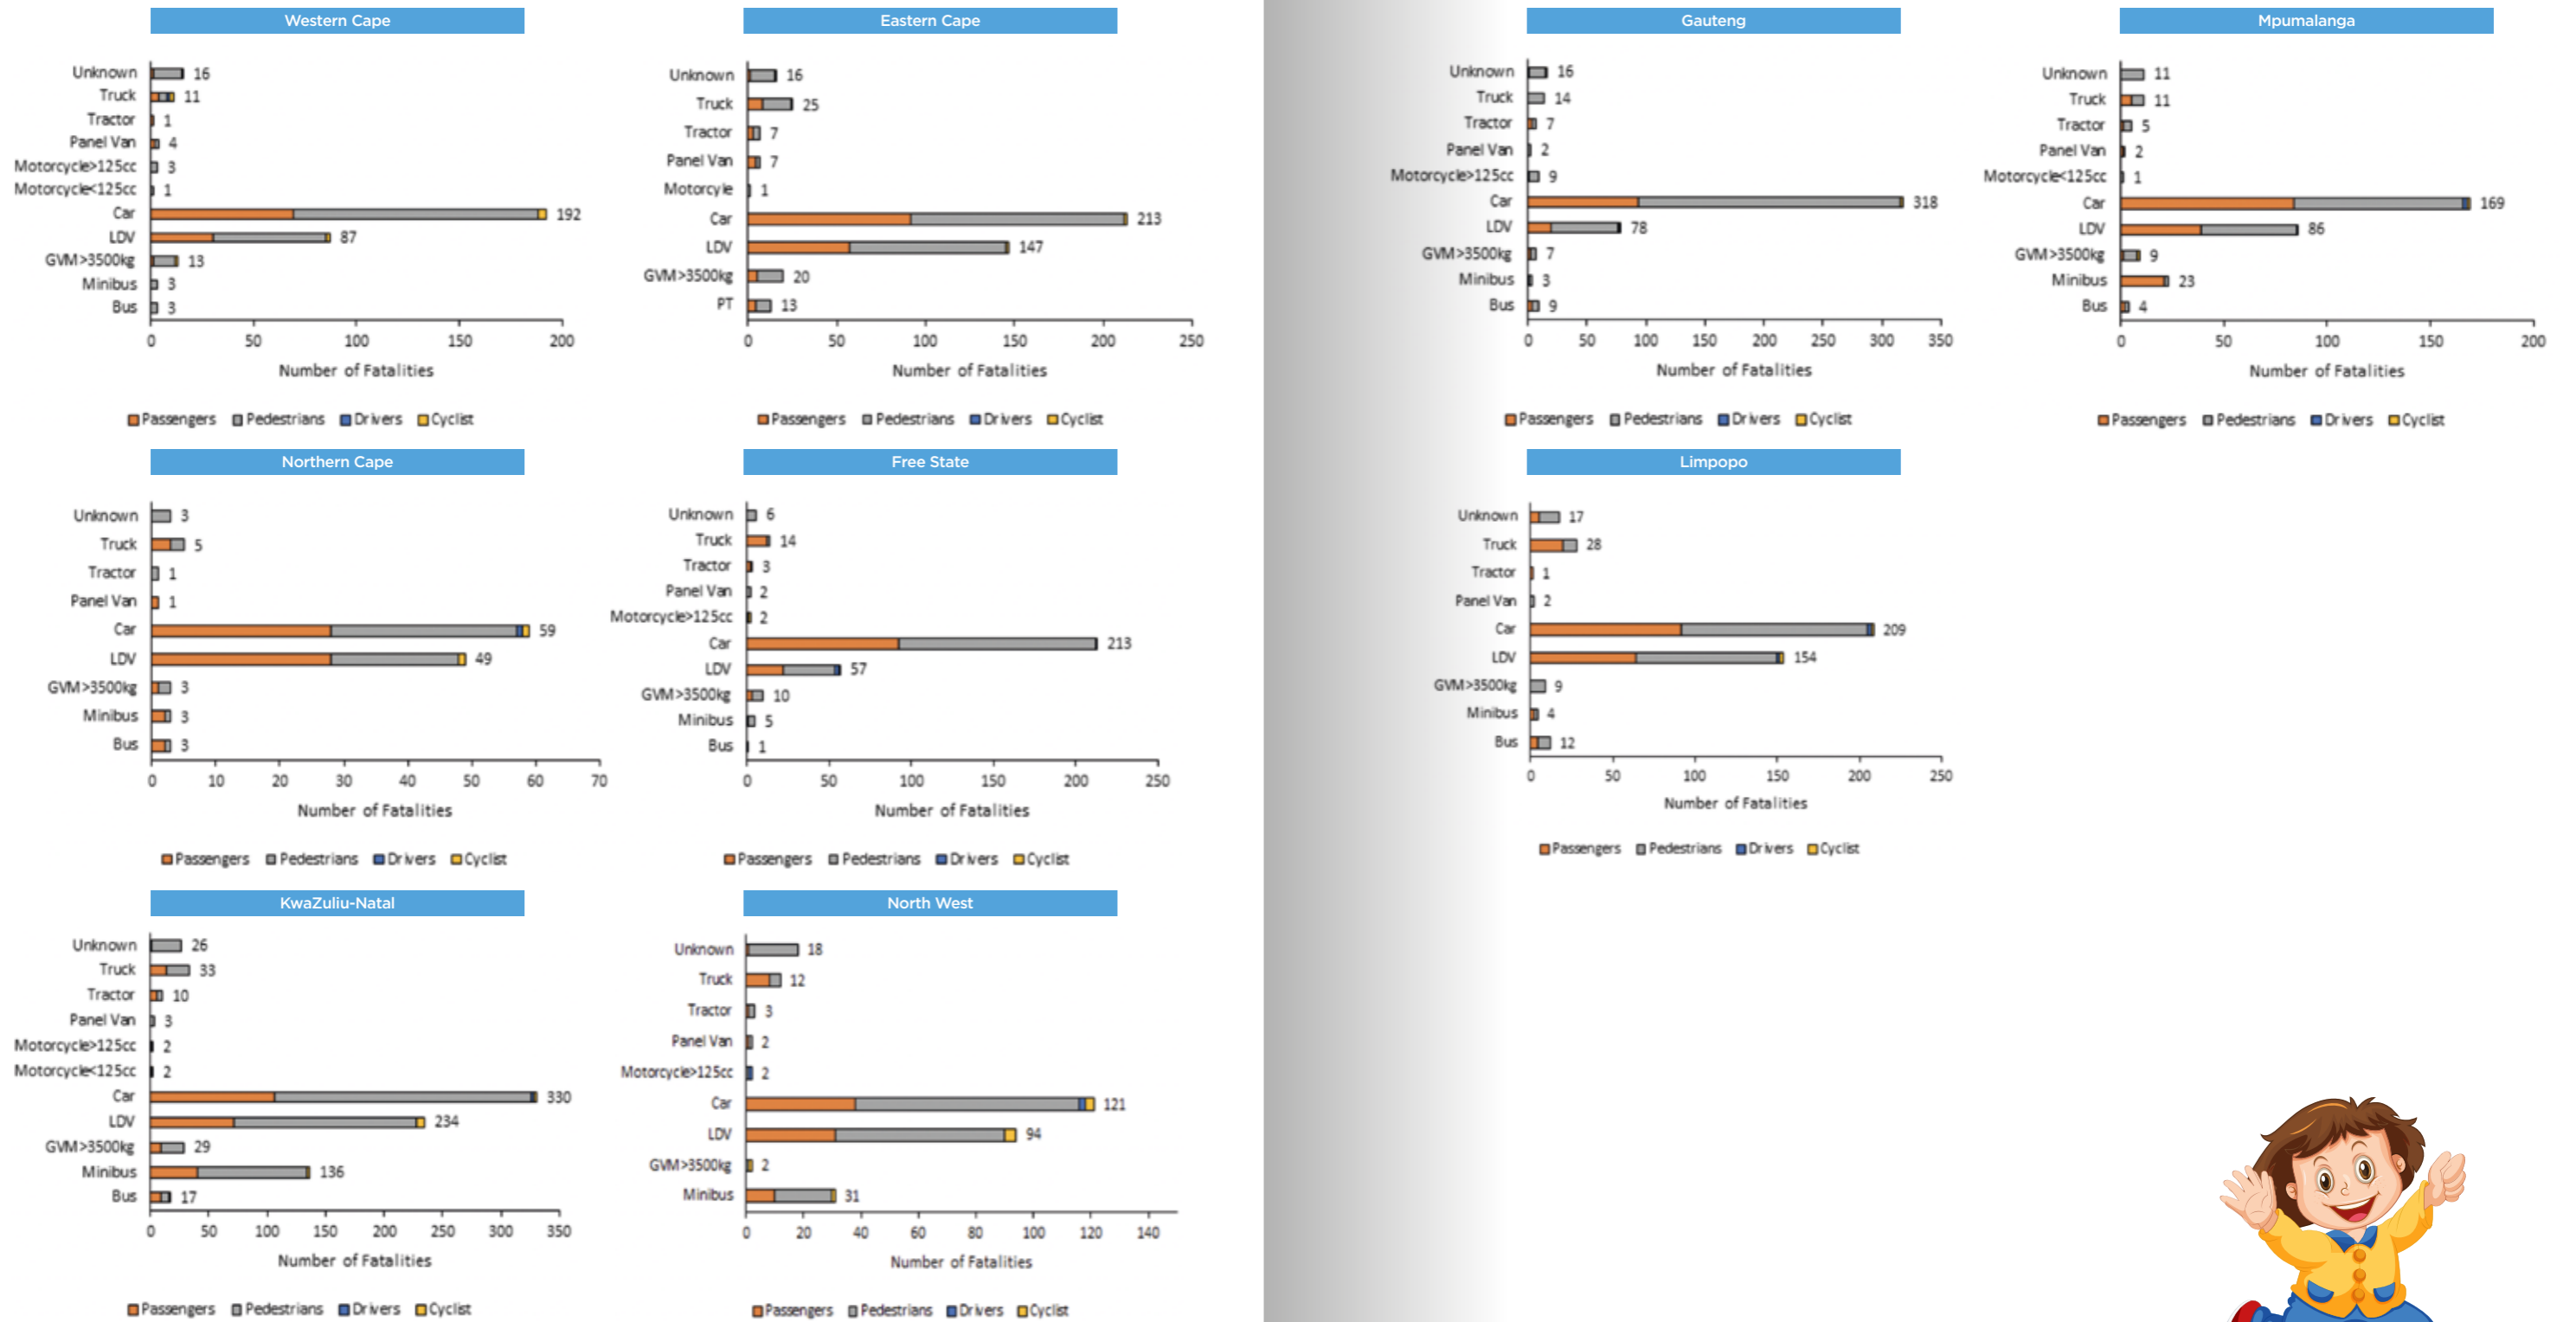 Western Cape
Unknown 16
Truck 11
Tractor 1
Panel Van 4
Motorcycle>125cc 3
Motorcycle<125cc 1
Car 192
LDV 87
GVM>3500kg 13
Minibus 3
Bus 3
0 50 100 150 200
Number of Fatalities
Passengers Pedestrians Drivers Cyclist
Eastern Cape
Unknown 16
Truck 25
Tractor 7
Panel Van 7
Motorcyle 1
Car 213
LDV 147
GVM>3500kg 20
PT 13
0 50 100 150 200 250
Number of Fatalities
Passengers Pedestrians Drivers Cyclist
Northern Cape
Unknown 3
Truck 5
Tractor 1
Panel Van 1
Car 59
LDV 49
GVM>3500kg 3
Minibus 3
Bus 3
0 10 20 30 40 50 60 70
Number of Fatalities
Passengers Pedestrians Drivers Cyclist
Free State
Unknown 6
Truck 14
Tractor 3
Panel Van 2
Motorcycle>125cc 2
Car 213
LDV 57
GVM>3500kg 10
Minibus 5
Bus 1
0 50 100 150 200 250
Number of Fatalities
Passengers Pedestrians Drivers Cyclist
KwaZuliu-Natal
Unknown 26
Truck 33
Tractor 10
Panel Van 3
Motorcycle>125cc 2
Motorcycle<125cc 2
Car 330
LDV 234
GVM>3500kg 29
Minibus 136
Bus 17
0 50 100 150 200 250 300 350
Number of Fatalities
Passengers Pedestrians Drivers Cyclist
North West
Unknown 18
Truck 12
Tractor 3
Panel Van 2
Motorcycle>125cc 2
Car 121
LDV 94
GVM>3500kg 2
Minibus 31
0 20 40 60 80 100 120 140
Number of Fatalities
Passengers Pedestrians Drivers Cyclist
Gauteng
Unknown 16
Truck 14
Tractor 7
Panel Van 2
Motorcycle>125cc 9
Car 318
LDV 78
GVM>3500kg 7
Minibus 3
Bus 9
0 50 100 150 200 250 300 350
Number of Fatalities
Passengers Pedestrians Drivers Cyclist
Mpumalanga
Unknown 11
Truck 11
Tractor 5
Panel Van 2
Motorcycle<125cc 1
Car 169
LDV 86
GVM>3500kg 9
Minibus 23
Bus 4
0 50 100 150 200
Number of Fatalities
Passengers Pedestrians Drivers Cyclist
Limpopo
Unknown 17
Truck 28
Tractor 1
Panel Van 2
Car 209
LDV 154
GVM>3500kg 9
Minibus 4
Bus 12
0 50 100 150 200 250
Number of Fatalities
Passengers Pedestrians Drivers Cyclist